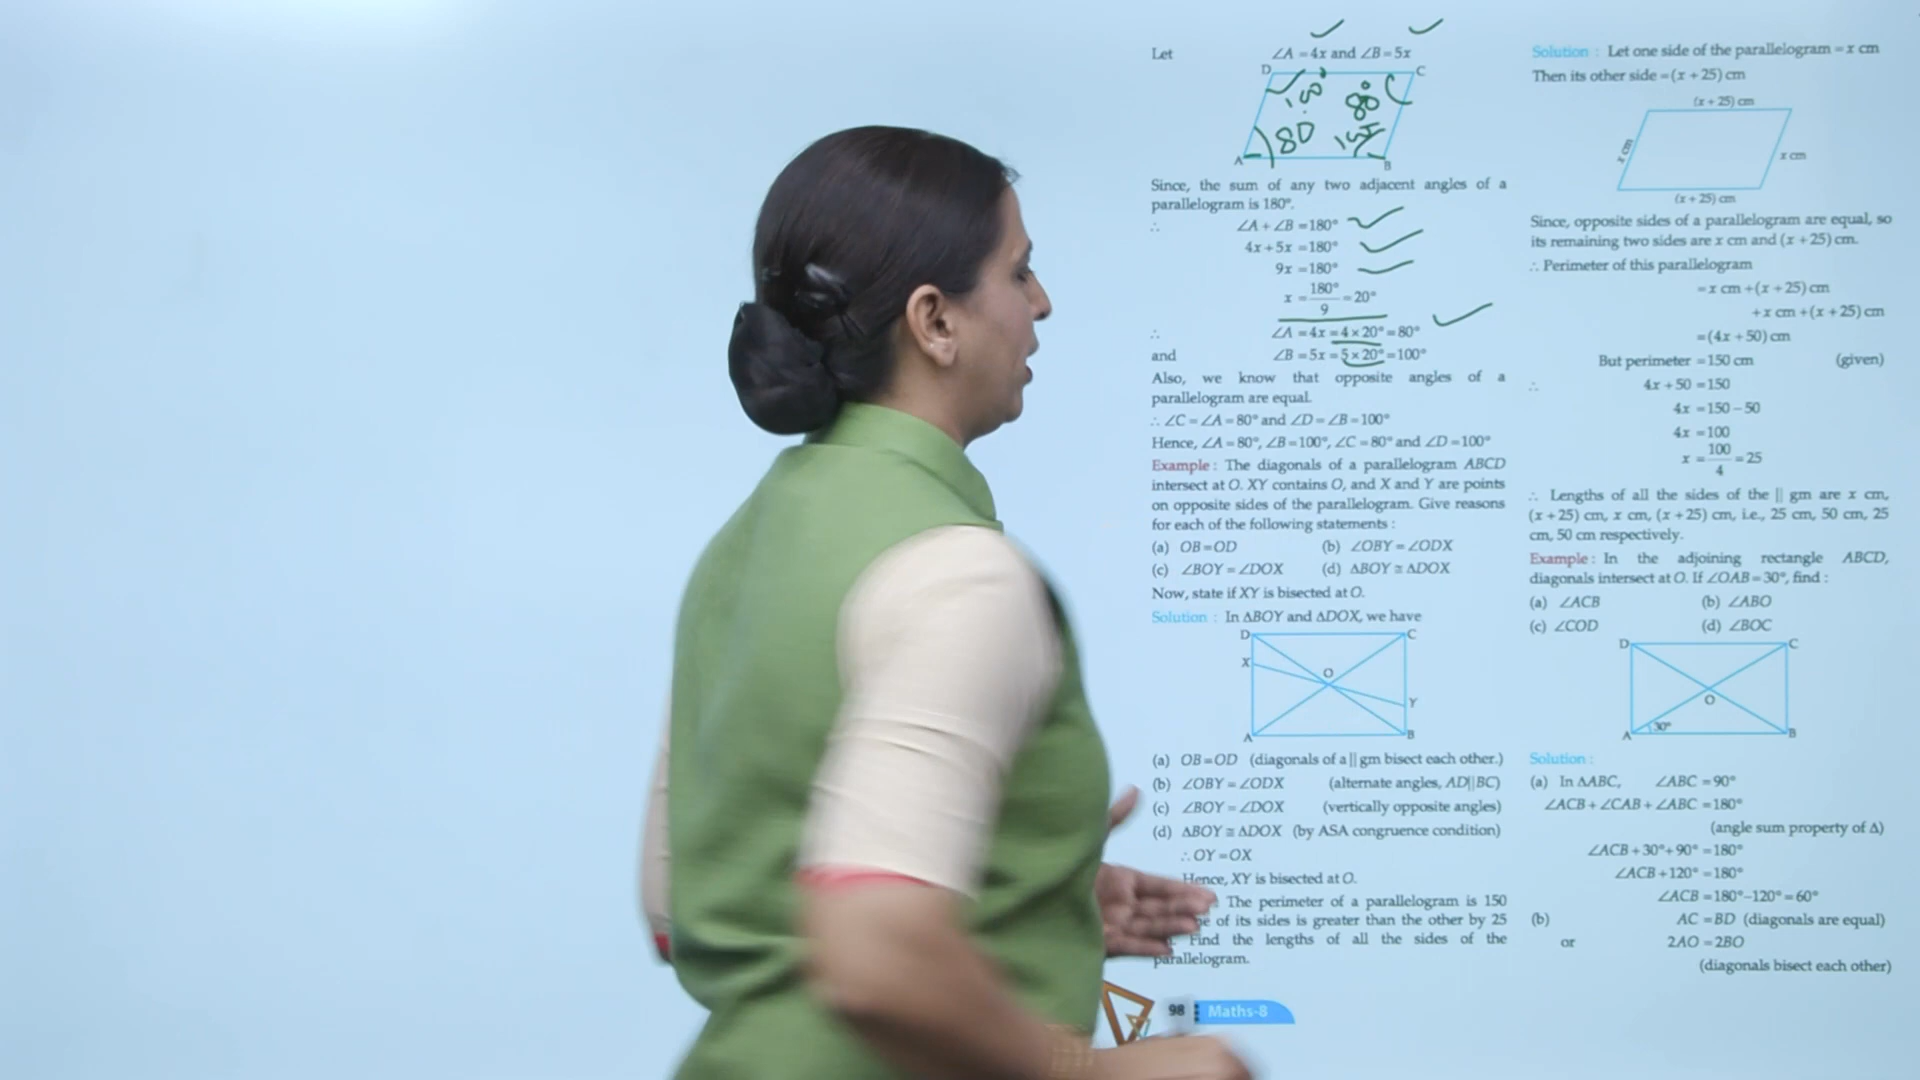 Let ∠A = 4x and ∠B = 5x
D C
100° 80°
80
A B
Since, the sum of any two adjacent angles of a
parallelogram is 180°.
∴ ∠A + ∠B = 180°
4x + 5x = 180°
9x = 180°
x = 180°/9 = 20°
∴ ∠A = 4x = 4 × 20° = 80°
and ∠B = 5x = 5 × 20° = 100°
Also, we know that opposite angles of a
parallelogram are equal.
∴ ∠C = ∠A = 80° and ∠D = ∠B = 100°
Hence, ∠A = 80°, ∠B = 100°, ∠C = 80° and ∠D = 100°
Example : The diagonals of a parallelogram ABCD
intersect at O. XY contains O, and X and Y are points
on opposite sides of the parallelogram. Give reasons
for each of the following statements :
(a) OB = OD (b) ∠OBY = ∠ODX
(c) ∠BOY = ∠DOX (d) ΔBOY ≅ ΔDOX
Now, state if XY is bisected at O.
Solution : In ΔBOY and ΔDOX, we have
D C
X
O
Y
A B
(a) OB = OD (diagonals of a || gm bisect each other.)
(b) ∠OBY = ∠ODX (alternate angles, AD||BC)
(c) ∠BOY = ∠DOX (vertically opposite angles)
(d) ΔBOY ≅ ΔDOX (by ASA congruence condition)
∴ OY = OX
Hence, XY is bisected at O.
The perimeter of a parallelogram is 150
of its sides is greater than the other by 25
Find the lengths of all the sides of the
parallelogram.
98 Maths-8
Solution : Let one side of the parallelogram = x cm
Then its other side = (x + 25) cm
(x + 25) cm
x cm x cm
(x + 25) cm
Since, opposite sides of a parallelogram are equal, so
its remaining two sides are x cm and (x + 25) cm.
∴ Perimeter of this parallelogram
= x cm + (x + 25) cm
+ x cm + (x + 25) cm
= (4x + 50) cm
But perimeter = 150 cm (given)
∴ 4x + 50 = 150
4x = 150 – 50
4x = 100
x = 100/4 = 25
∴ Lengths of all the sides of the || gm are x cm,
(x + 25) cm, x cm, (x + 25) cm, i.e., 25 cm, 50 cm, 25
cm, 50 cm respectively.
Example : In the adjoining rectangle ABCD,
diagonals intersect at O. If ∠OAB = 30°, find :
(a) ∠ACB (b) ∠ABO
(c) ∠COD (d) ∠BOC
D C
O
30°
A B
Solution :
(a) In ΔABC, ∠ABC = 90°
∠ACB + ∠CAB + ∠ABC = 180°
(angle sum property of Δ)
∠ACB + 30° + 90° = 180°
∠ACB + 120° = 180°
∠ACB = 180° – 120° = 60°
(b) AC = BD (diagonals are equal)
or 2AO = 2BO
(diagonals bisect each other)